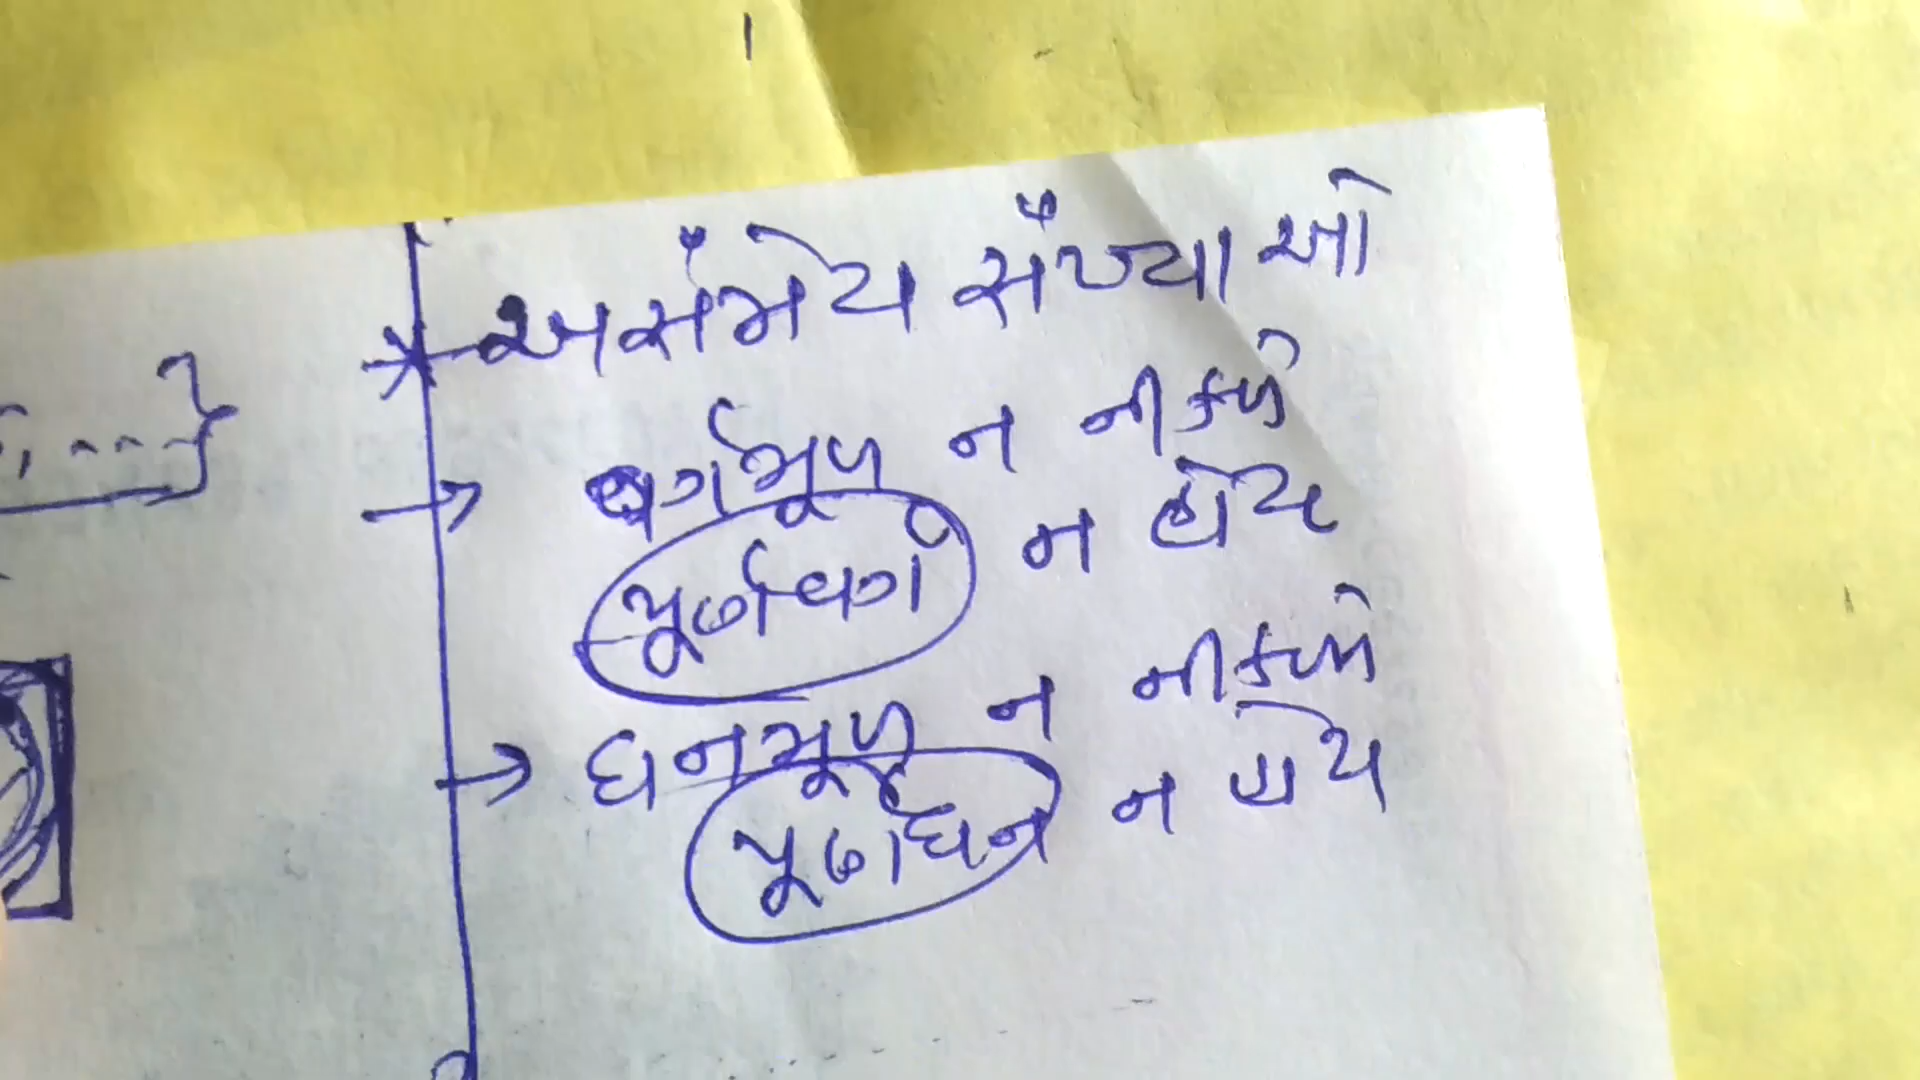 * અસંમેય સંખ્યાઓ
...}
→ વર્ગમૂળ ન નીકળે
પૂર્ણવર્ગ ન હોય
→ ઘનમૂળ ન નીકળે
પૂર્ણઘન ન હોય